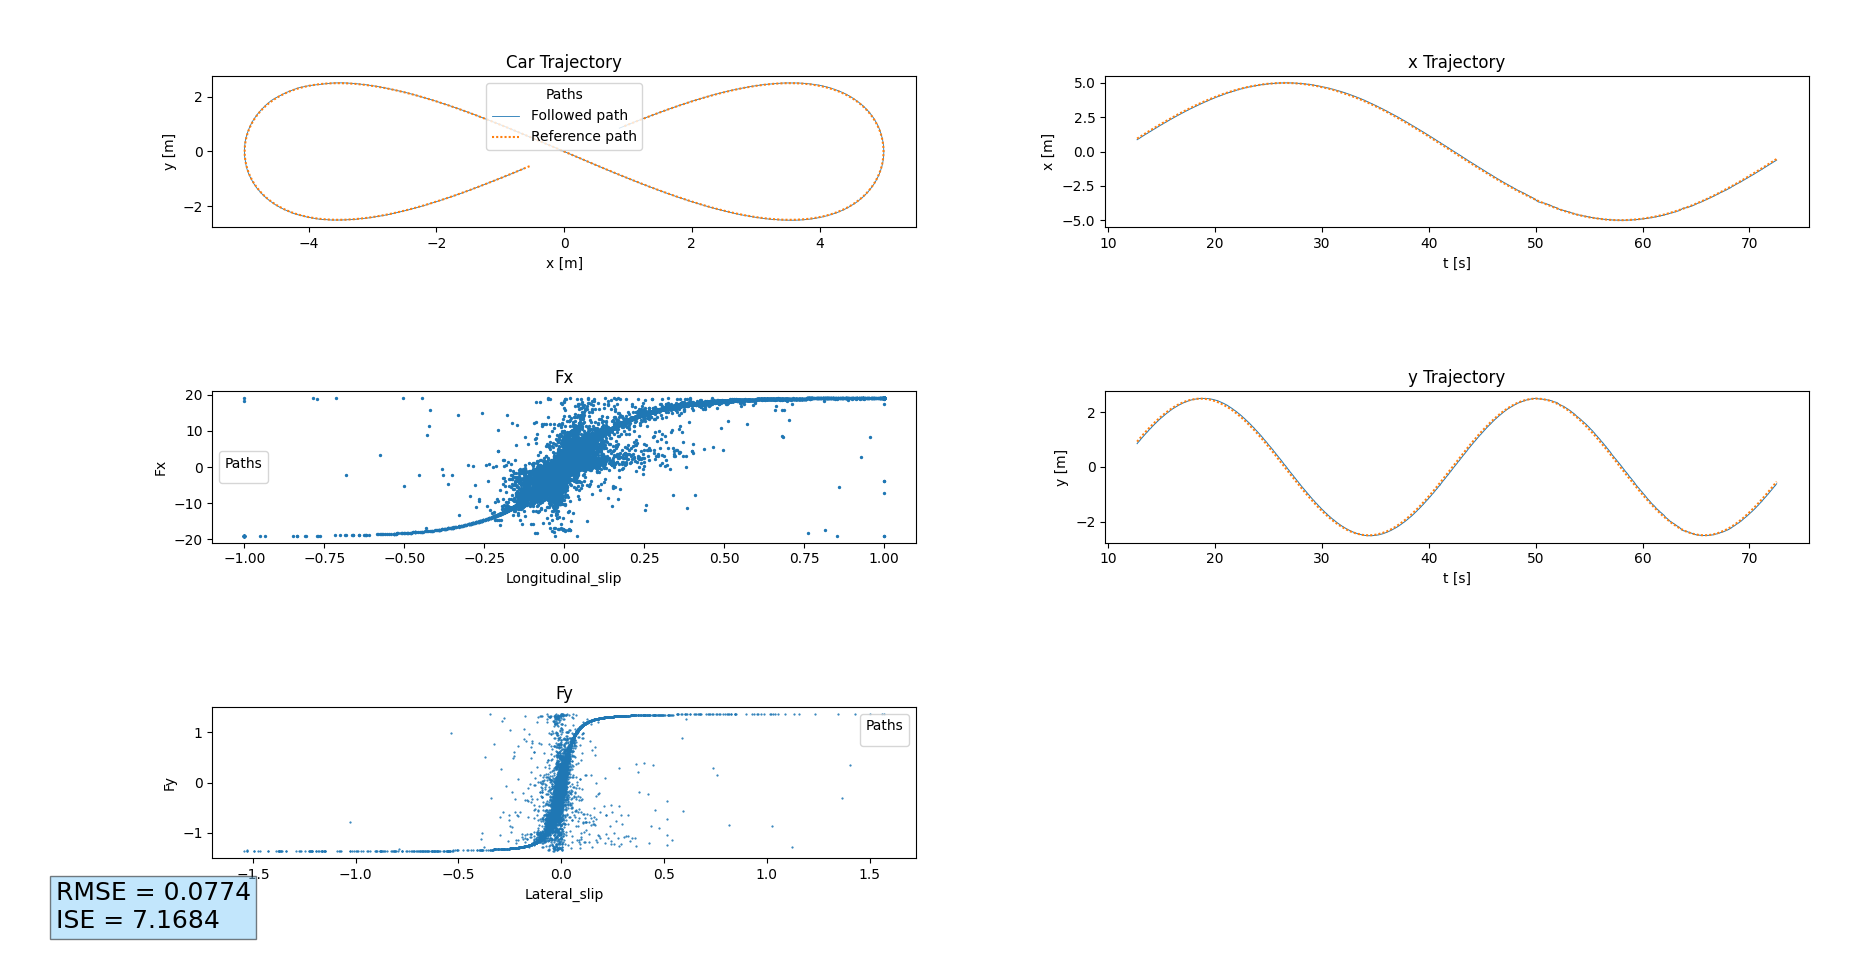 Car Trajectory
Paths
Followed path
Reference path
y [m]
2
0
−2
−4
−2
0
2
4
x [m]
x Trajectory
x [m]
5.0
2.5
0.0
−2.5
−5.0
10
20
30
40
50
60
70
t [s]
Fx
Fx
20
10
0
−10
−20
Paths
−1.00
−0.75
−0.50
−0.25
0.00
0.25
0.50
0.75
1.00
Longitudinal_slip
y Trajectory
y [m]
2
0
−2
10
20
30
40
50
60
70
t [s]
Fy
Fy
1
0
−1
Paths
−1.5
−1.0
−0.5
0.0
0.5
1.0
1.5
Lateral_slip
RMSE = 0.0774
ISE = 7.1684